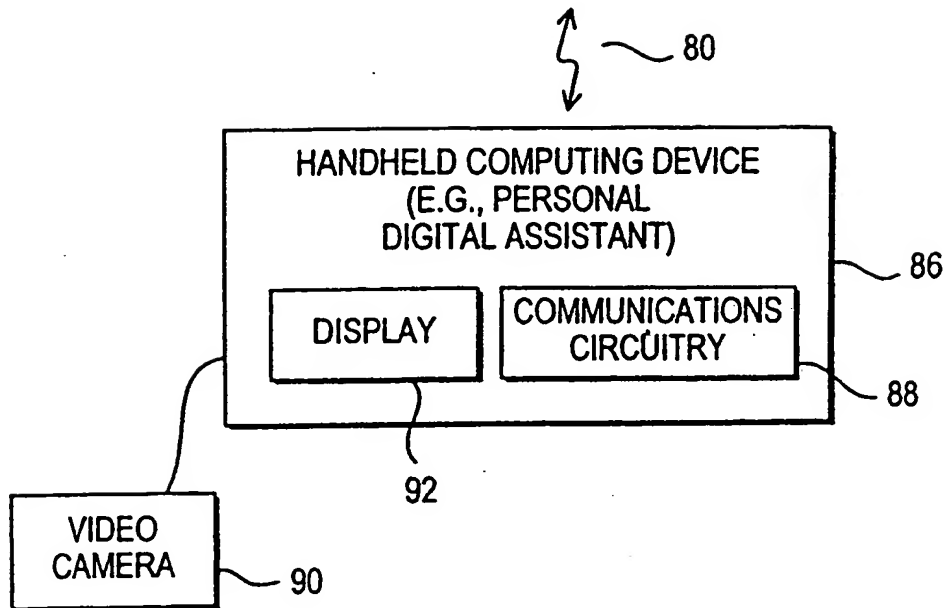 80
HANDHELD COMPUTING DEVICE
(E.G., PERSONAL
DIGITAL ASSISTANT)
86
DISPLAY
COMMUNICATIONS
CIRCUITRY
88
92
VIDEO
CAMERA
90